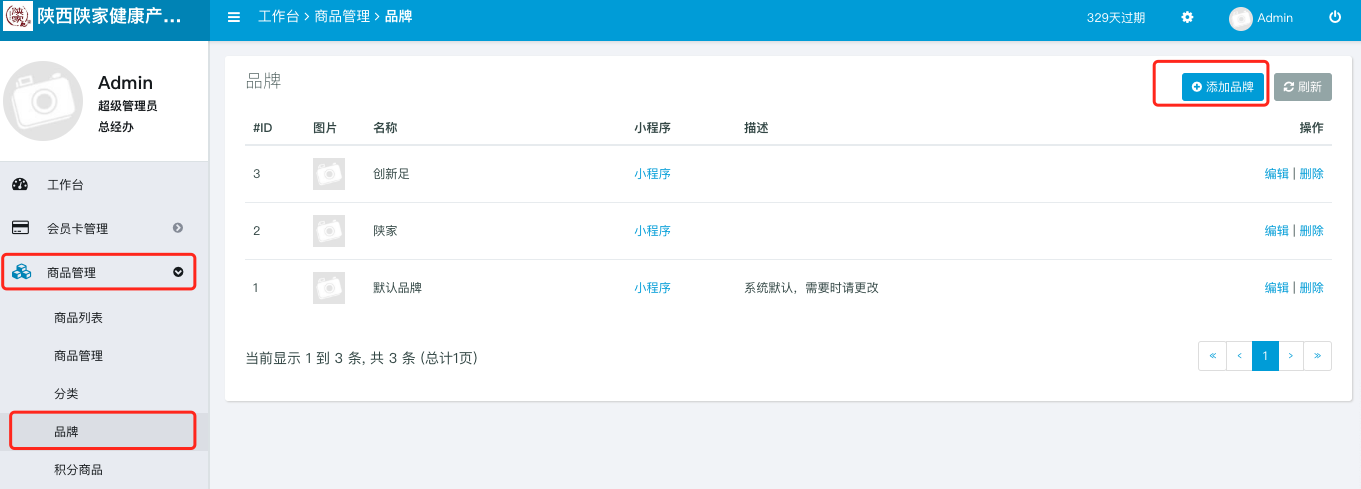 陕西陕家健康产...
工作台 > 商品管理 > 品牌
329天过期
Admin
Admin
超级管理员
总经办
工作台
会员卡管理
商品管理
商品列表
商品管理
分类
品牌
积分商品
品牌
添加品牌
刷新
#ID 图片 名称 小程序 描述 操作
3 创新足 小程序 编辑 | 删除
2 陕家 小程序 编辑 | 删除
1 默认品牌 小程序 系统默认，需要时请更改 编辑 | 删除
当前显示 1 到 3 条, 共 3 条 (总计1页)
« ‹ 1 › »